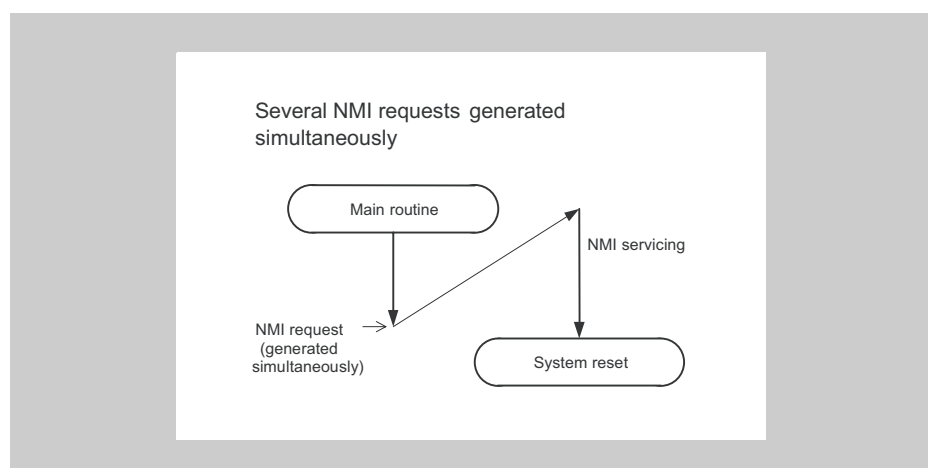 Several NMI requests generated
simultaneously
Main routine
NMI servicing
NMI request
(generated
simultaneously)
System reset